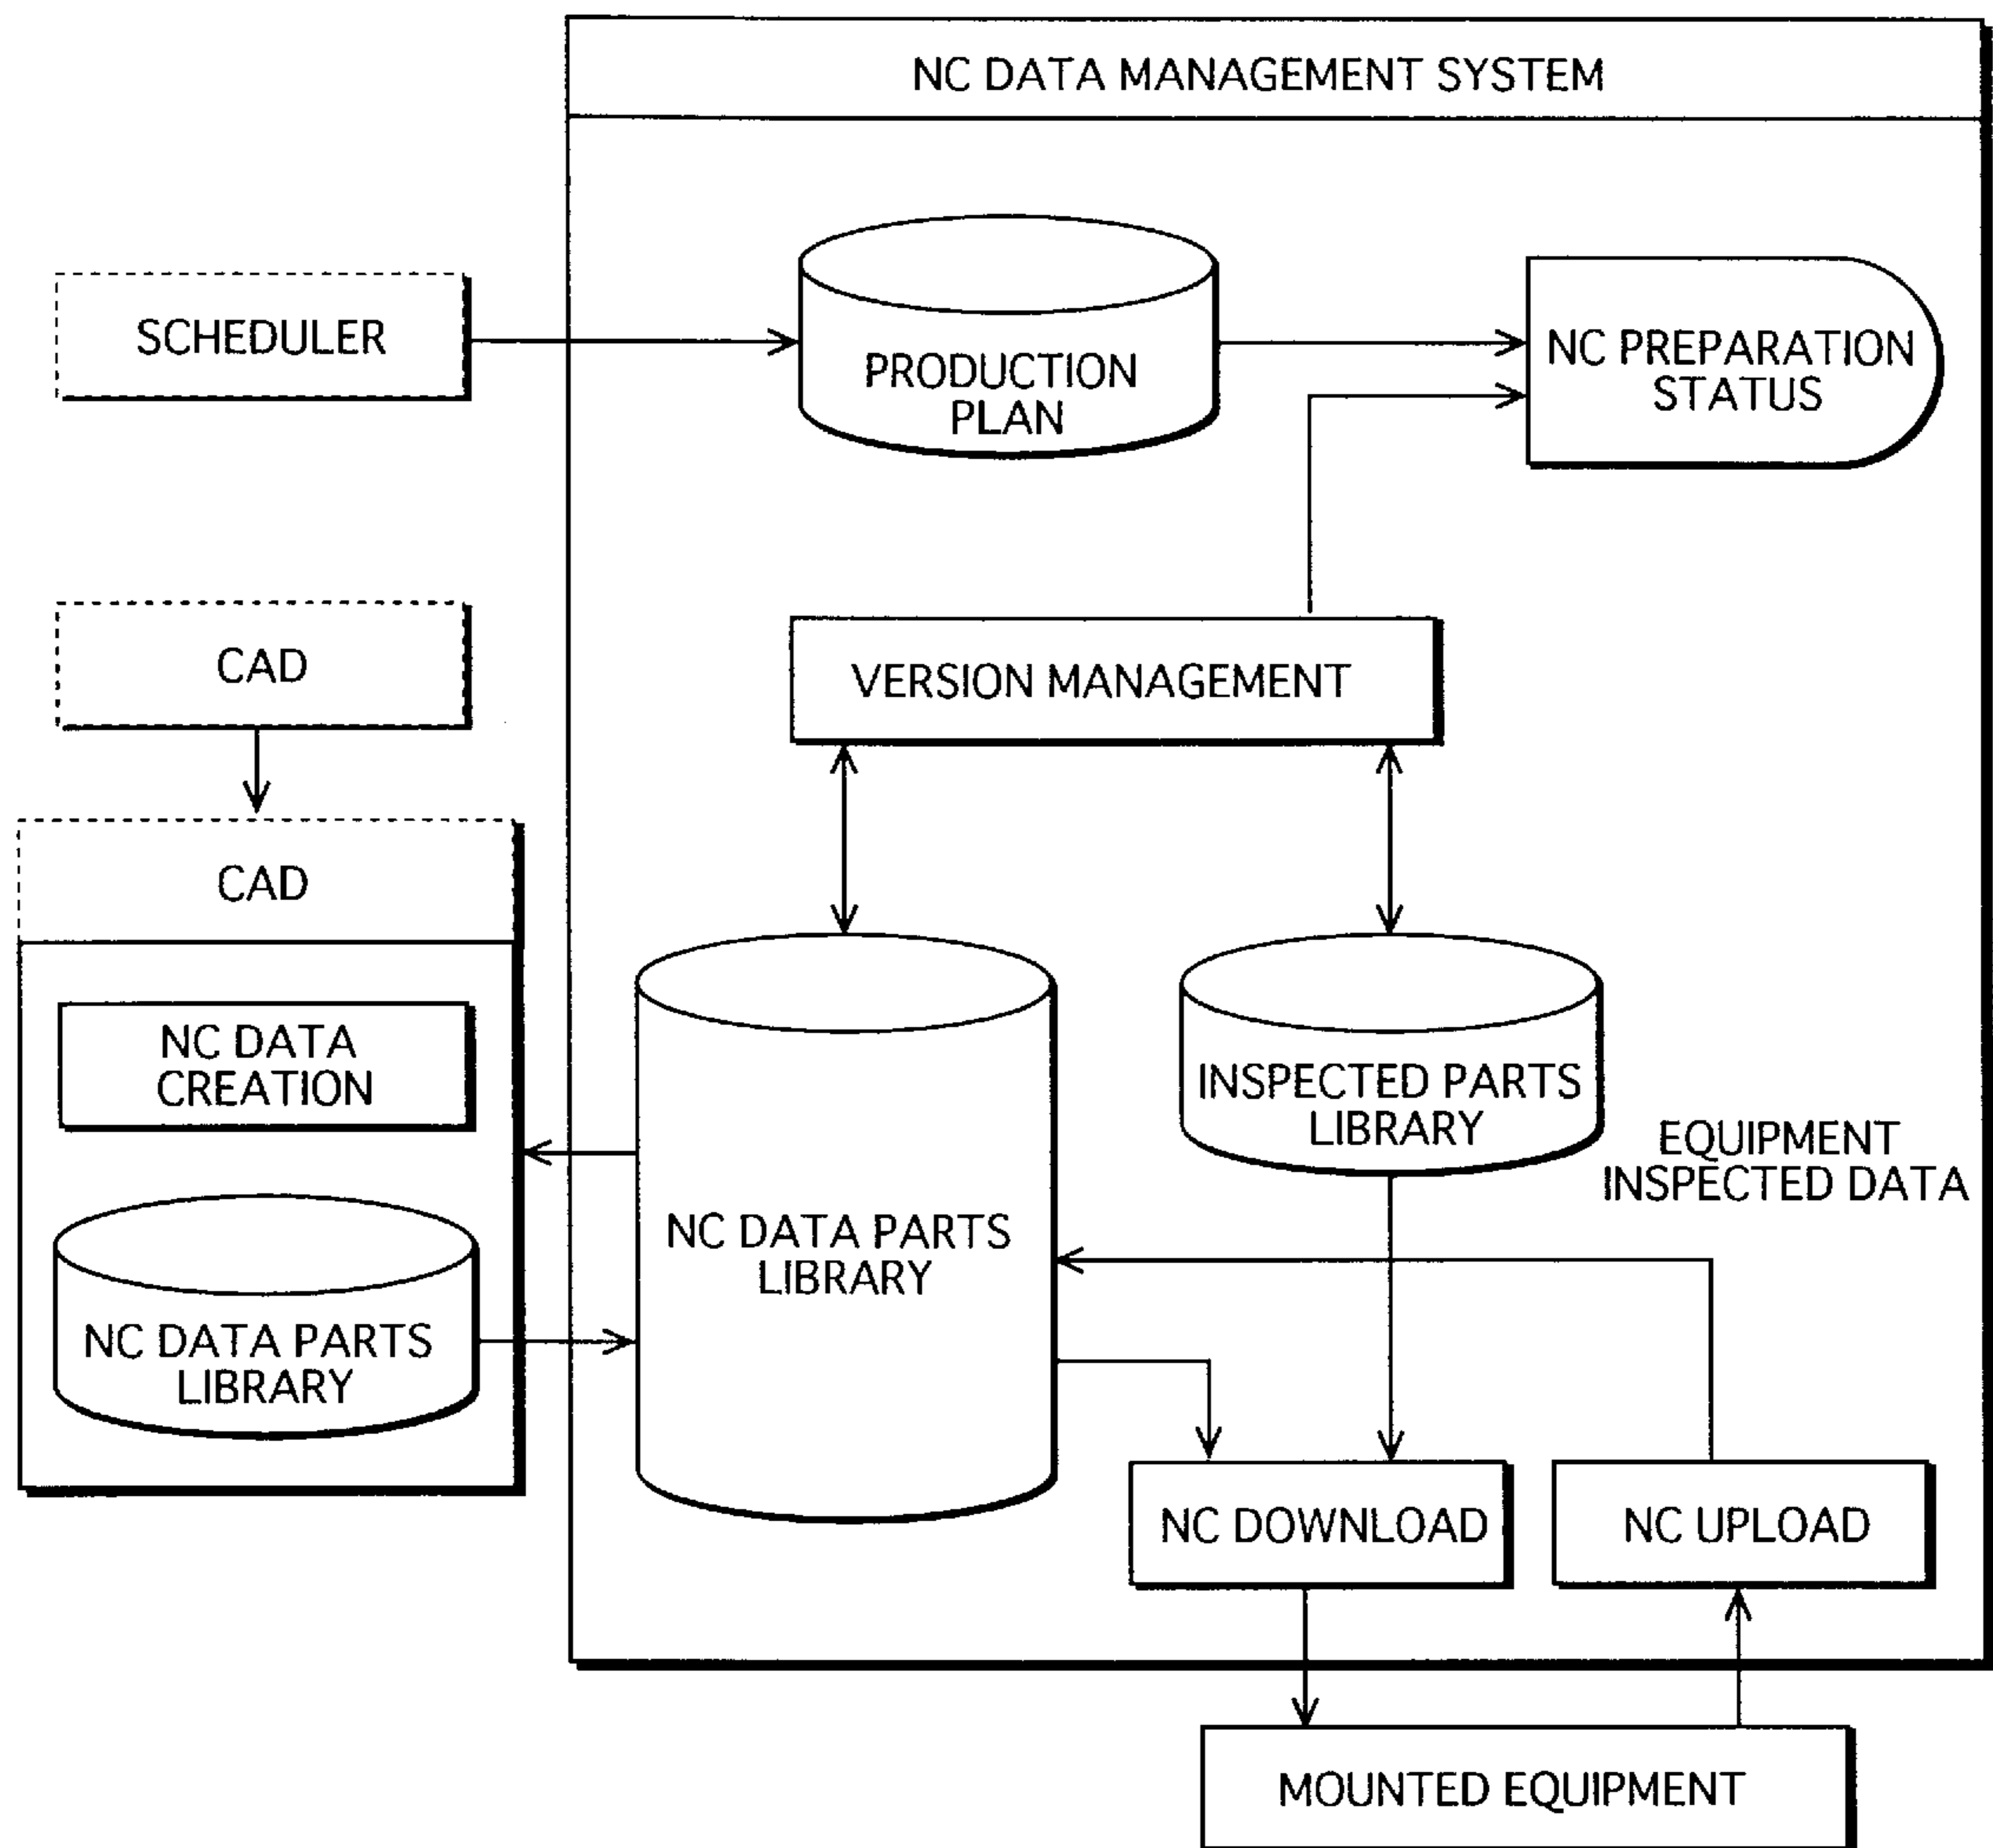 NC DATA MANAGEMENT SYSTEM
SCHEDULER
PRODUCTION
PLAN
NC PREPARATION
STATUS
CAD
VERSION MANAGEMENT
CAD
NC DATA
CREATION
NC DATA PARTS
LIBRARY
NC DATA PARTS
LIBRARY
INSPECTED PARTS
LIBRARY
EQUIPMENT
INSPECTED DATA
NC DOWNLOAD
NC UPLOAD
MOUNTED EQUIPMENT